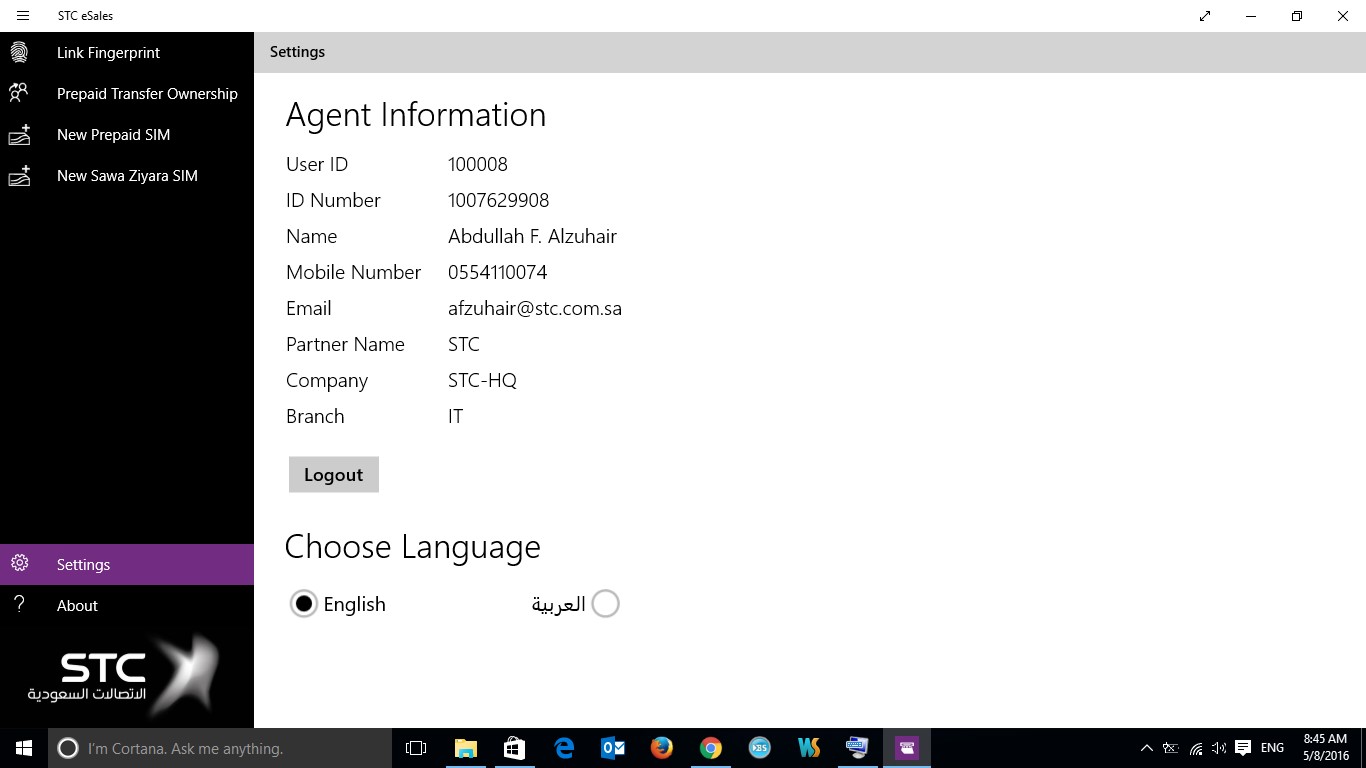 STC eSales
Link Fingerprint
Prepaid Transfer Ownership
New Prepaid SIM
New Sawa Ziyara SIM
Settings
About
STC
الاتصالات السعودية
Settings
Agent Information
User ID 100008
ID Number 1007629908
Name Abdullah F. Alzuhair
Mobile Number 0554110074
Email afzuhair@stc.com.sa
Partner Name STC
Company STC-HQ
Branch IT
Logout
Choose Language
English العربية
I'm Cortana. Ask me anything.
KBS
WS
ENG
8:45 AM
5/8/2016